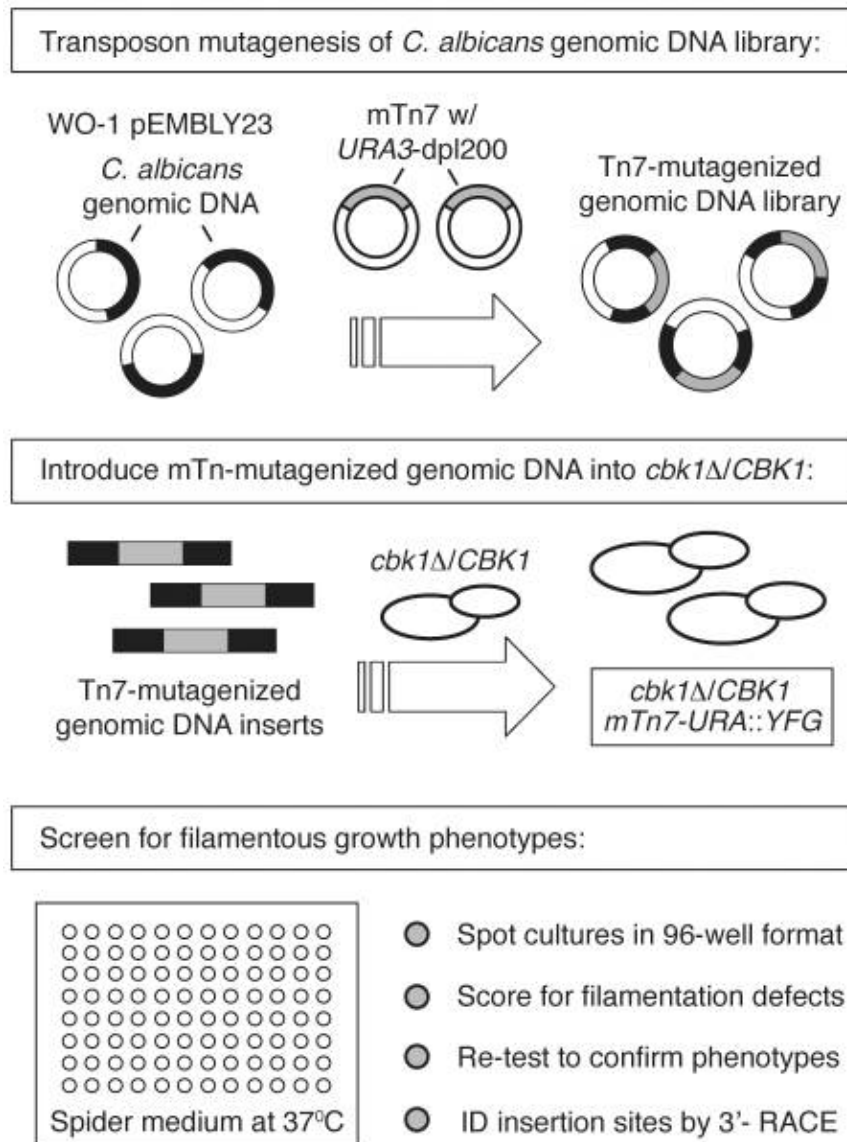 Transposon mutagenesis of C. albicans genomic DNA library:
WO-1 pEMBLY23
C. albicans
genomic DNA
mTn7 w/
URA3-dpl200
Tn7-mutagenized
genomic DNA library
Introduce mTn-mutagenized genomic DNA into cbk1Δ/CBK1:
Tn7-mutagenized
genomic DNA inserts
cbk1Δ/CBK1
cbk1Δ/CBK1
mTn7-URA::YFG
Screen for filamentous growth phenotypes:
Spider medium at 37⁰C
Spot cultures in 96-well format
Score for filamentation defects
Re-test to confirm phenotypes
ID insertion sites by 3'- RACE